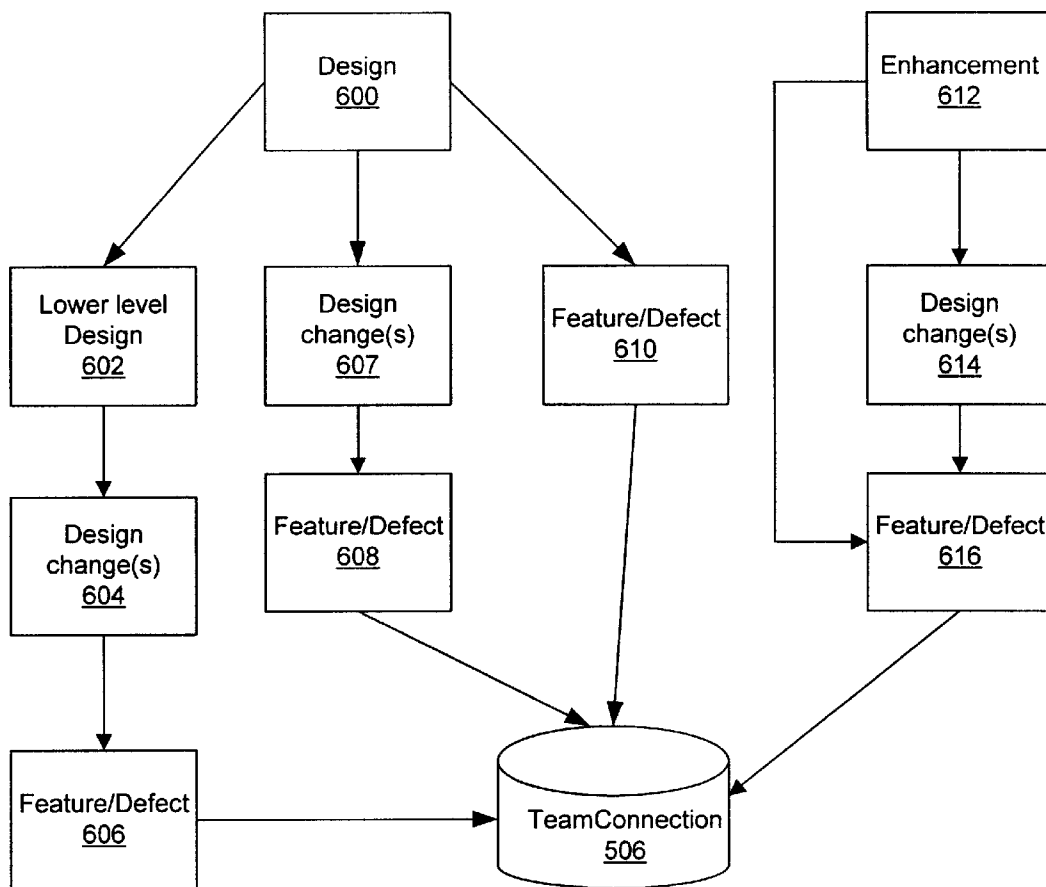 Design
600
Enhancement
612
Lower level
Design
602
Design
change(s)
607
Feature/Defect
610
Design
change(s)
614
Design
change(s)
604
Feature/Defect
608
Feature/Defect
616
Feature/Defect
606
TeamConnection
506